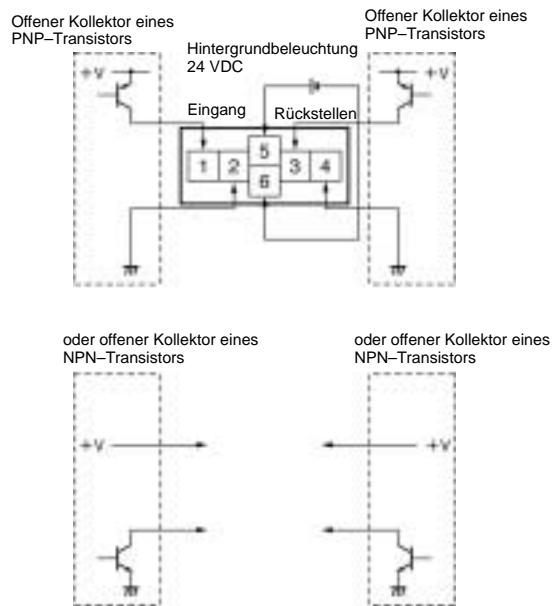 Offener Kollektor eines
PNP–Transistors
Offener Kollektor eines
PNP–Transistors
Hintergrundbeleuchtung
24 VDC
+V
+V
Eingang
Rückstellen
1
2
5
6
3
4
oder offener Kollektor eines
NPN–Transistors
oder offener Kollektor eines
NPN–Transistors
+V
+V